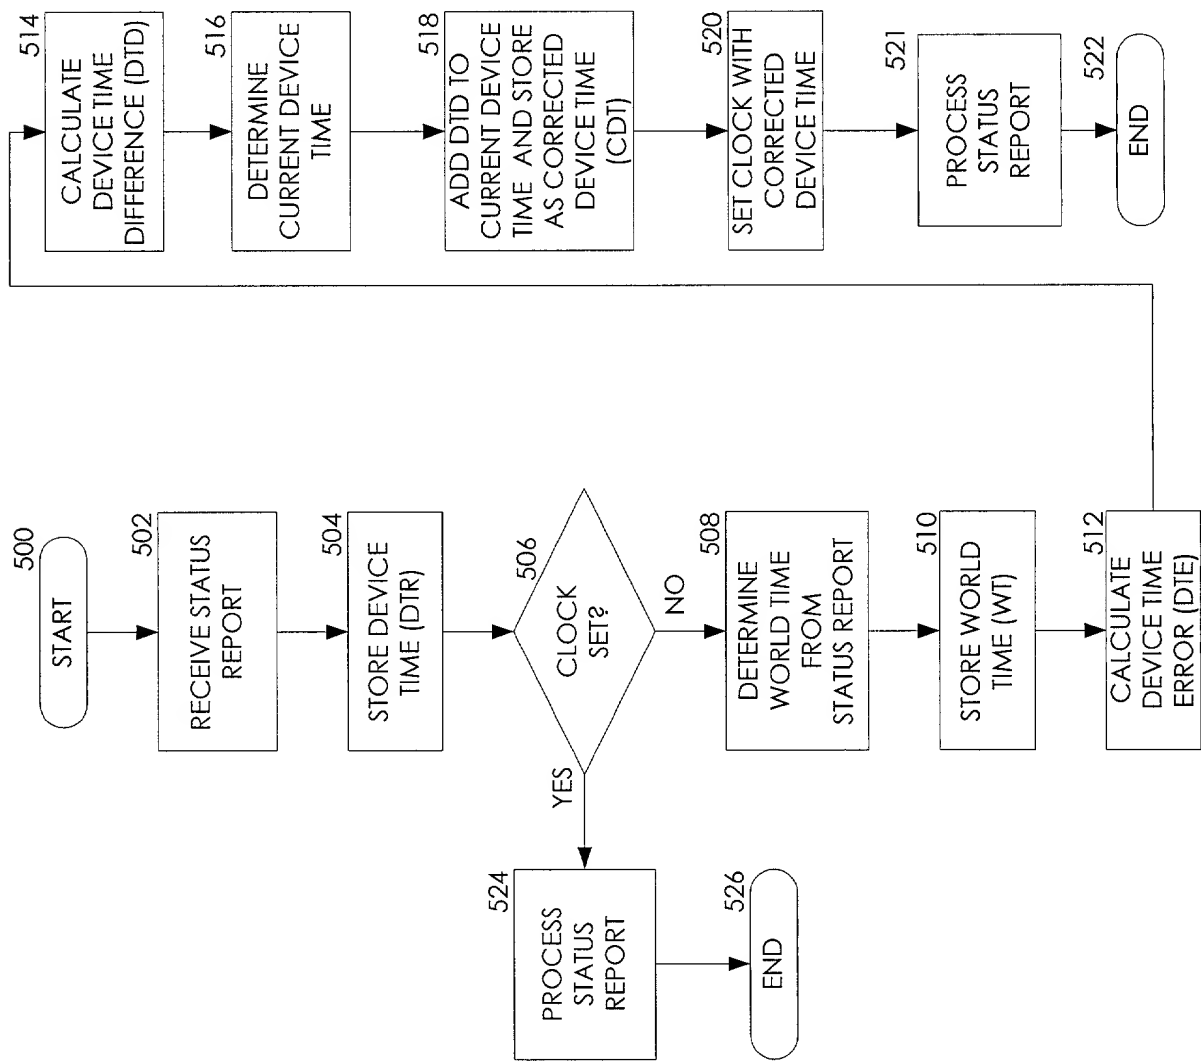 500
START
502
RECEIVE STATUS
REPORT
504
STORE DEVICE
TIME (DTR)
506
CLOCK
SET?
YES
NO
524
PROCESS
STATUS
REPORT
526
END
508
DETERMINE
WORLD TIME
FROM
STATUS REPORT
510
STORE WORLD
TIME (WT)
512
CALCULATE
DEVICE TIME
ERROR (DTE)
514
CALCULATE
DEVICE TIME
DIFFERENCE (DTD)
516
DETERMINE
CURRENT DEVICE
TIME
518
ADD DTD TO
CURRENT DEVICE
TIME AND STORE
AS CORRECTED
DEVICE TIME
(CDT)
520
SET CLOCK WITH
CORRECTED
DEVICE TIME
521
PROCESS
STATUS
REPORT
522
END